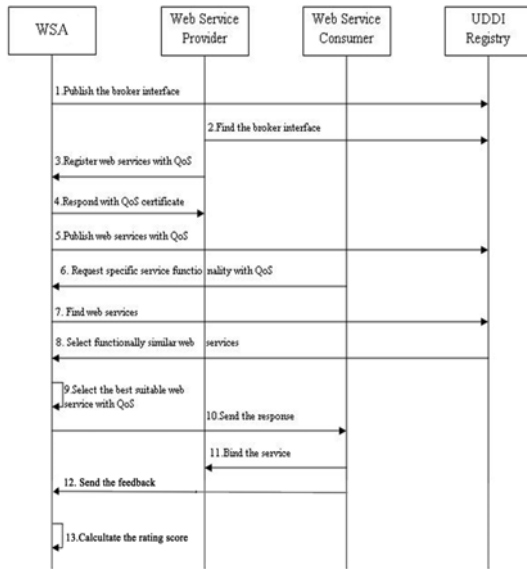 WSA
Web Service
Provider
Web Service
Consumer
UDDI
Registry
1.Publish the broker interface
2.Find the broker interface
3.Register web services with QoS
4.Respond with QoS certificate
5.Publish web services with QoS
6. Request specific service functionality with QoS
7. Find web services
8. Select functionally similar web services
9.Select the best suitable web
service with QoS
10.Send the response
11.Bind the service
12. Send the feedback
13.Calcultate the rating score